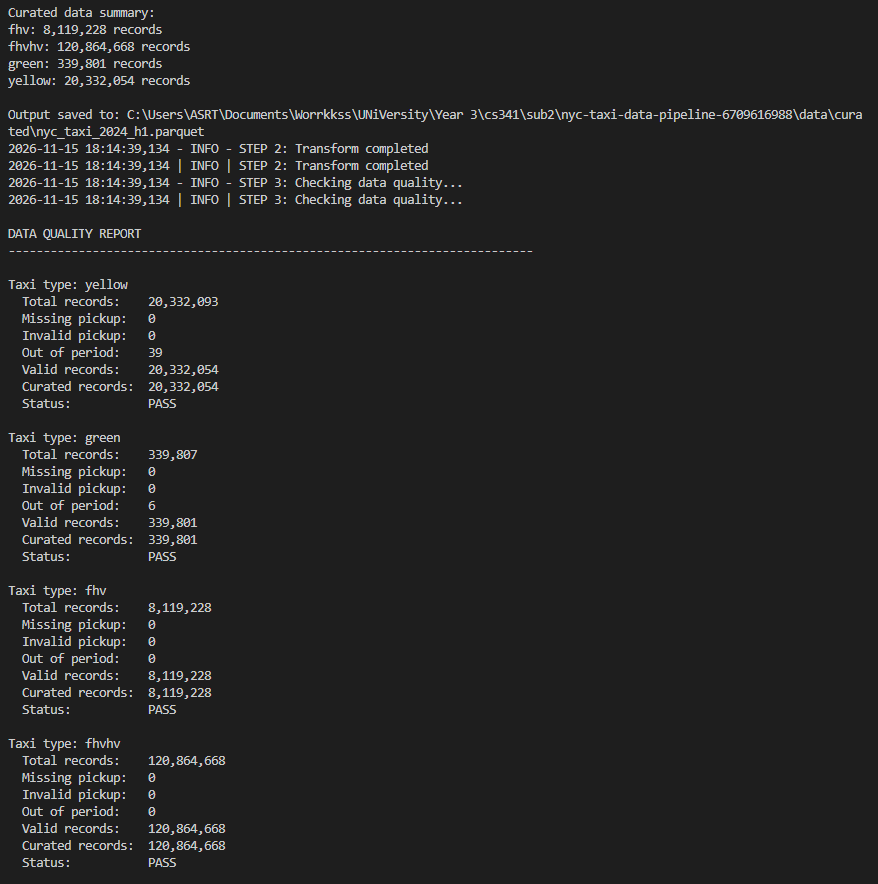 Curated data summary:
fhv: 8,119,228 records
fhvhv: 120,864,668 records
green: 339,801 records
yellow: 20,332,054 records
Output saved to: C:\Users\ASRT\Documents\Worrkkss\UNiVersity\Year 3\cs341\sub2\nyc-taxi-data-pipeline-6709616988\data\cura
ted\nyc_taxi_2024_h1.parquet
2026-11-15 18:14:39,134 - INFO - STEP 2: Transform completed
2026-11-15 18:14:39,134 | INFO | STEP 2: Transform completed
2026-11-15 18:14:39,134 - INFO - STEP 3: Checking data quality...
2026-11-15 18:14:39,134 | INFO | STEP 3: Checking data quality...
DATA QUALITY REPORT
---------------------------------------------------------------------------
Taxi type: yellow
Total records: 20,332,093
Missing pickup: 0
Invalid pickup: 0
Out of period: 39
Valid records: 20,332,054
Curated records: 20,332,054
Status: PASS
Taxi type: green
Total records: 339,807
Missing pickup: 0
Invalid pickup: 0
Out of period: 6
Valid records: 339,801
Curated records: 339,801
Status: PASS
Taxi type: fhv
Total records: 8,119,228
Missing pickup: 0
Invalid pickup: 0
Out of period: 0
Valid records: 8,119,228
Curated records: 8,119,228
Status: PASS
Taxi type: fhvhv
Total records: 120,864,668
Missing pickup: 0
Invalid pickup: 0
Out of period: 0
Valid records: 120,864,668
Curated records: 120,864,668
Status: PASS